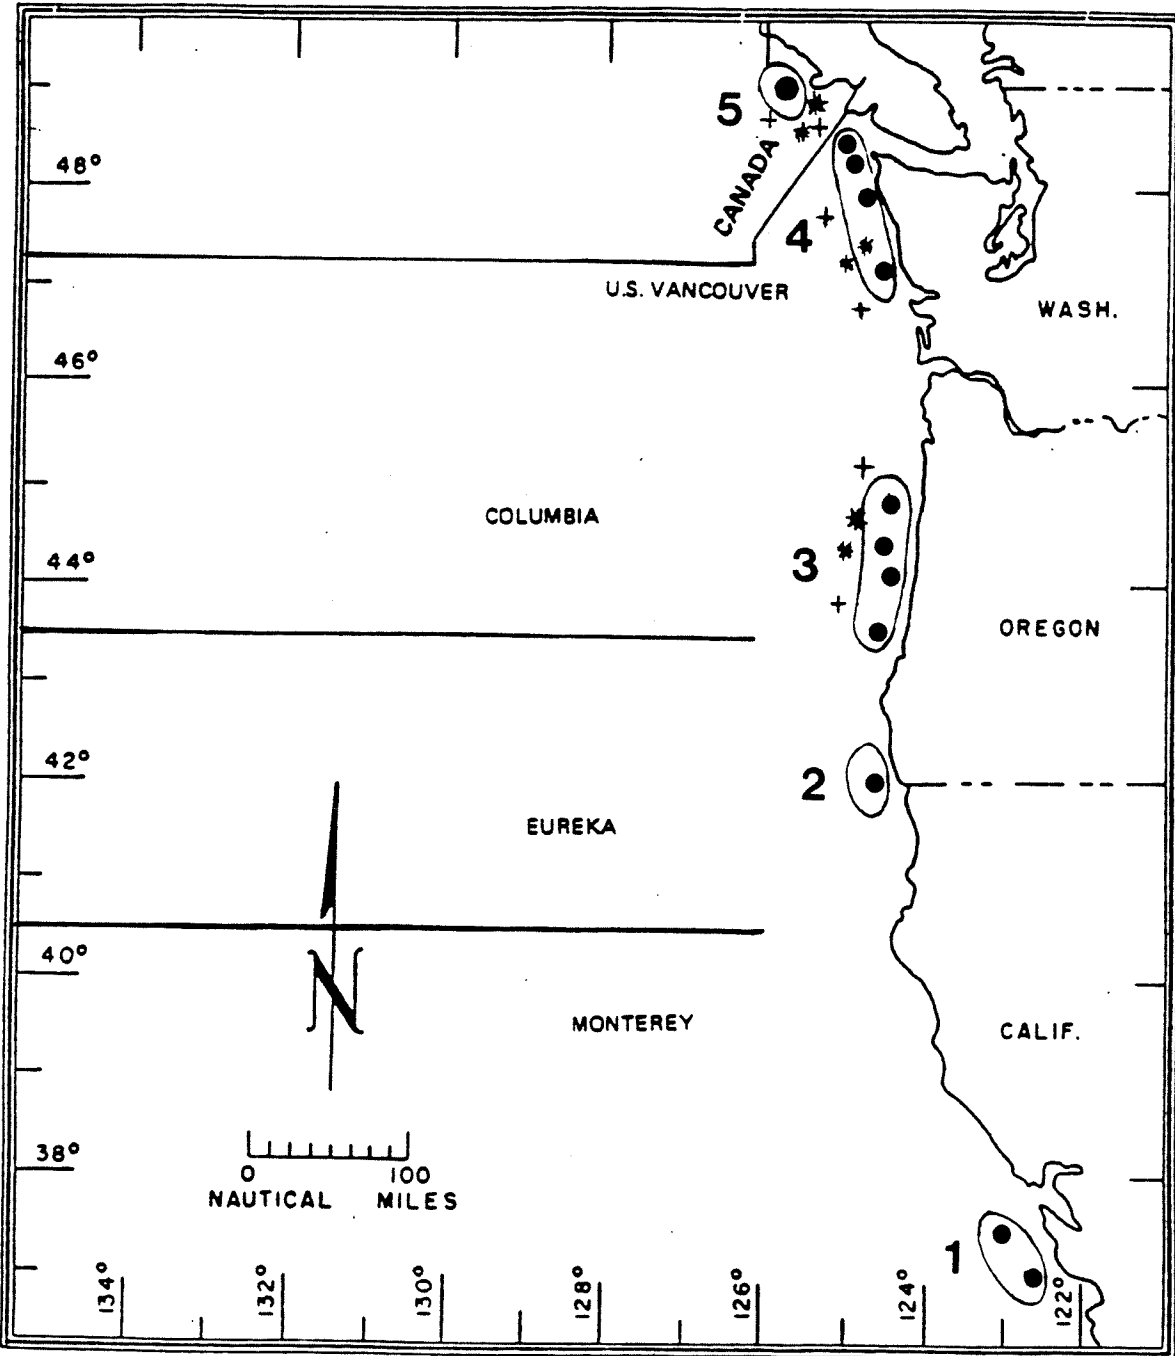 5
48°
CANADA
4
U.S. VANCOUVER
WASH.
46°
COLUMBIA
44°
3
OREGON
42°
2
EUREKA
40°
N
MONTEREY
CALIF.
38°
0 100
NAUTICAL MILES
1
134° 132° 130° 128° 126° 124° 122°